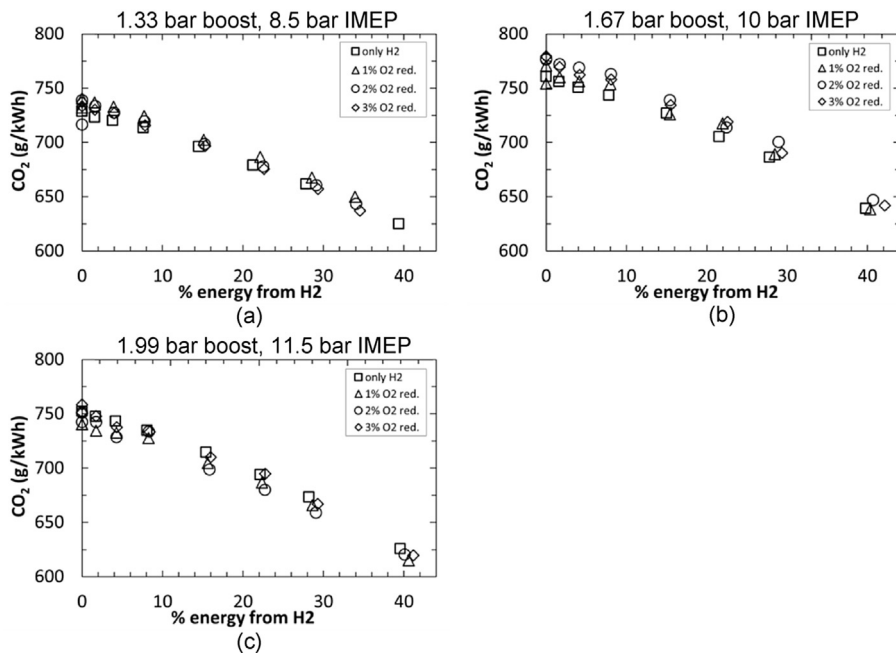 1.33 bar boost, 8.5 bar IMEP
800
750
700
650
600
CO2 (g/kWh)
only H2
1% O2 red.
2% O2 red.
3% O2 red.
0 10 20 30 40
% energy from H2
(a)
1.67 bar boost, 10 bar IMEP
800
750
700
650
600
CO2 (g/kWh)
only H2
1% O2 red.
2% O2 red.
3% O2 red.
0 10 20 30 40
% energy from H2
(b)
1.99 bar boost, 11.5 bar IMEP
800
750
700
650
600
CO2 (g/kWh)
only H2
1% O2 red.
2% O2 red.
3% O2 red.
0 10 20 30 40
% energy from H2
(c)